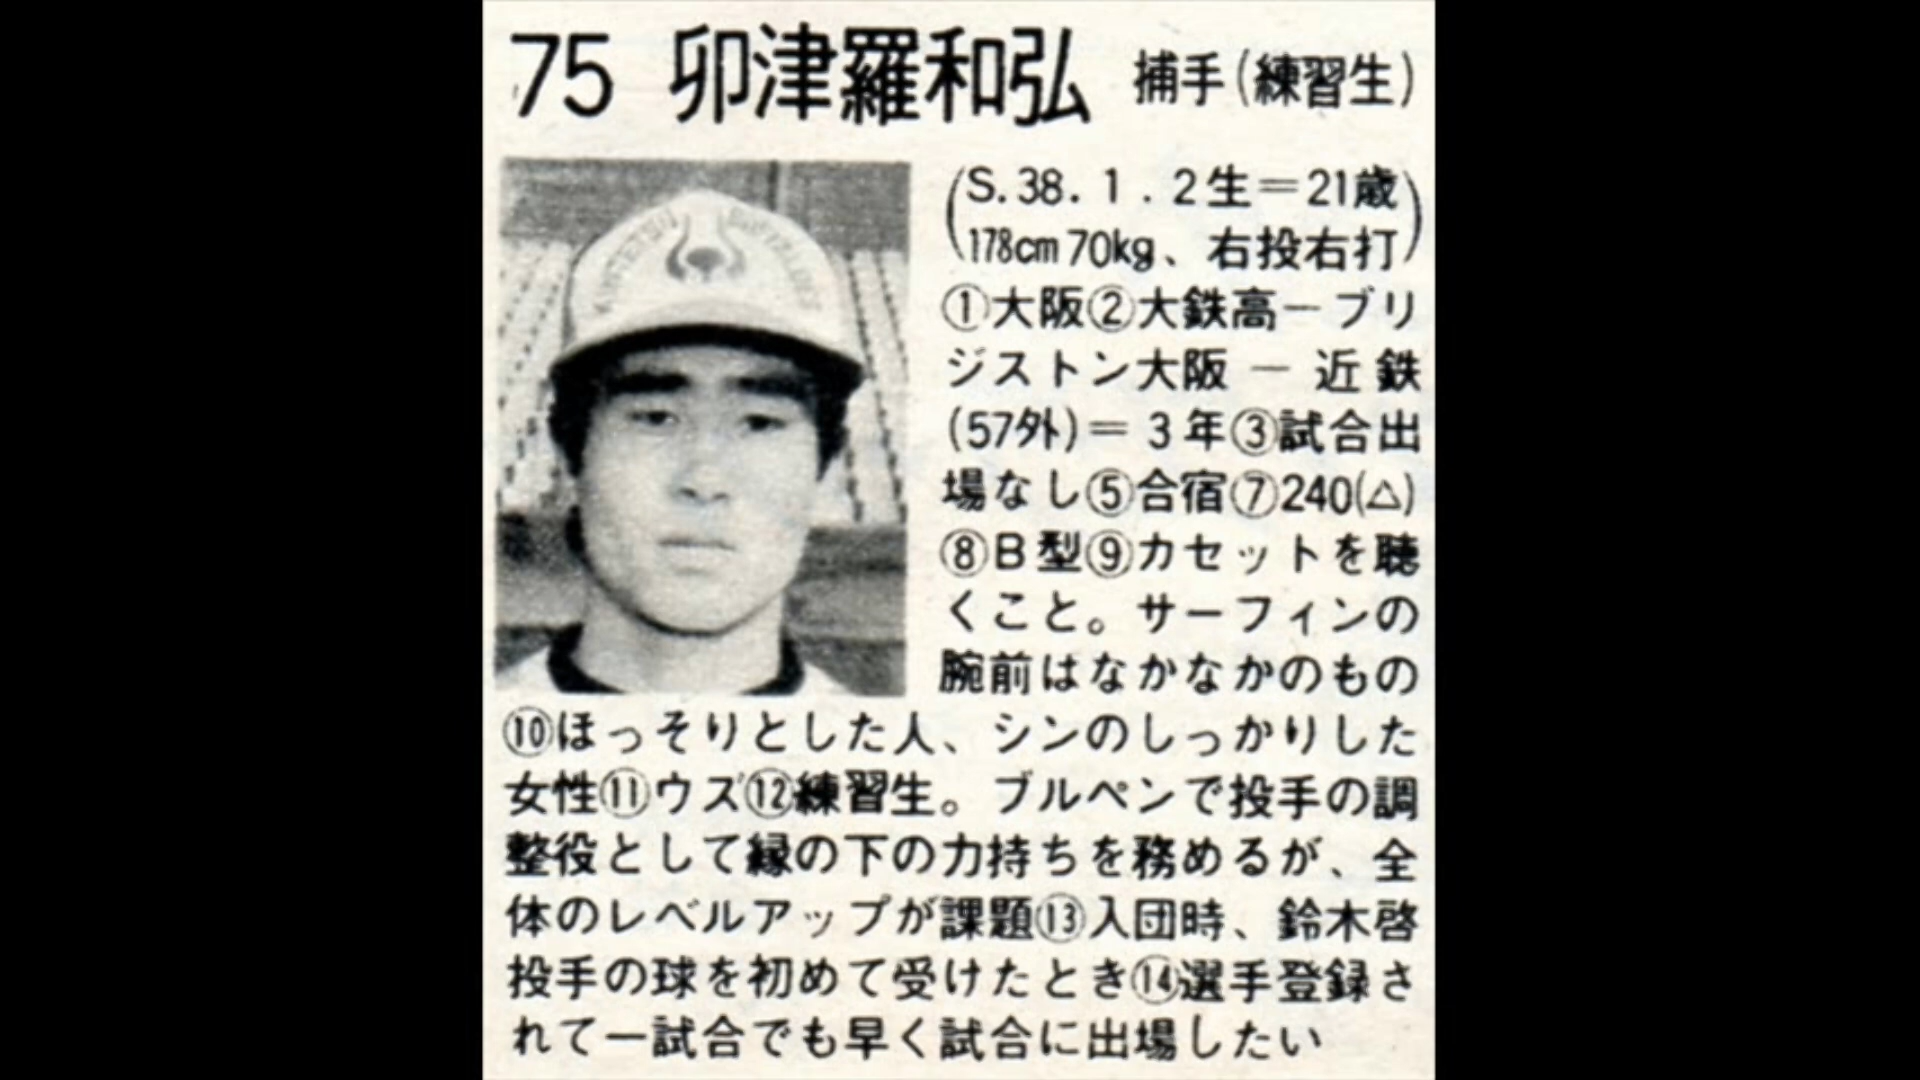 75 卯津羅和弘 捕手(練習生)
(S.38.1.2生＝21歳
178cm70kg、右投右打)
①大阪②大鉄高－ブリ
ジストン大阪－近鉄
(57外)＝3年③試合出
場なし⑤合宿⑦240(△)
⑧B型⑨カセットを聴
くこと。サーフィンの
腕前はなかなかのもの
⑩ほっそりとした人、シンのしっかりした
女性⑪ウズ⑫練習生。ブルペンで投手の調
整役として縁の下の力持ちを務めるが、全
体のレベルアップが課題⑬入団時、鈴木啓
投手の球を初めて受けたとき⑭選手登録さ
れて一試合でも早く試合に出場したい